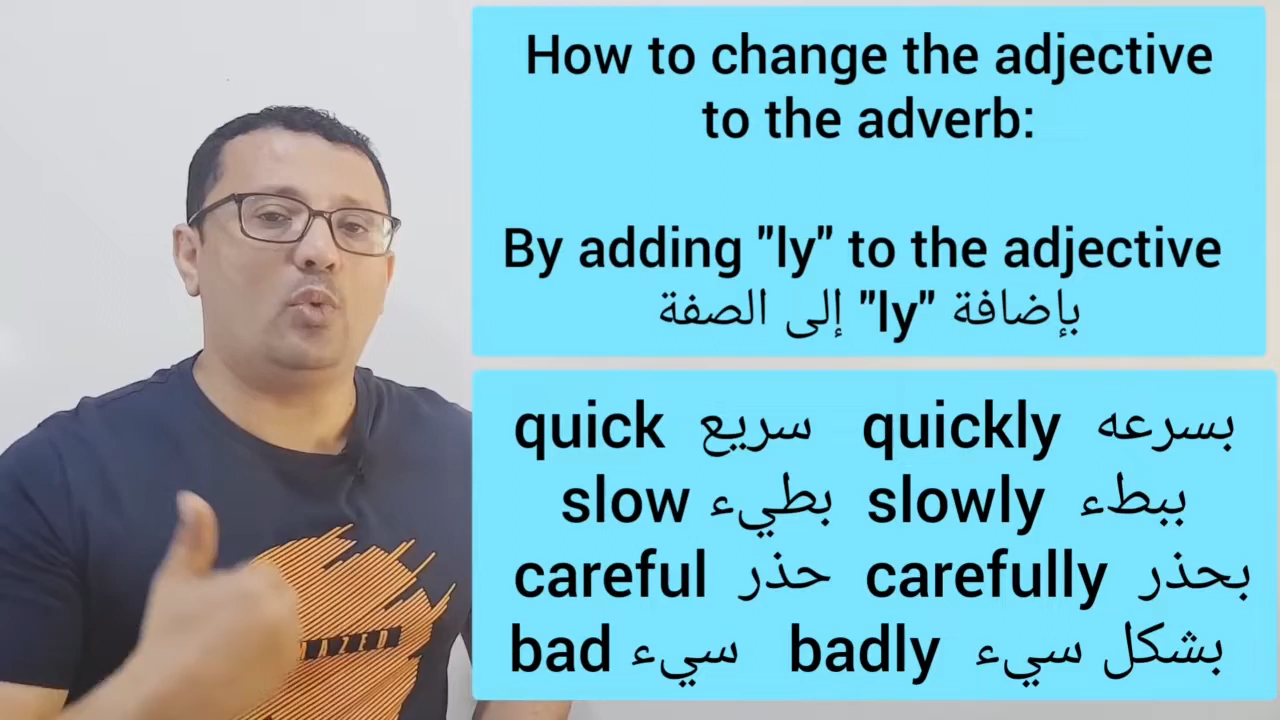 How to change the adjective
to the adverb:
By adding "ly" to the adjective
بإضافة "ly" إلى الصفة
quick سريع quickly بسرعه
slow بطيء slowly ببطء
careful حذر carefully بحذر
bad سيء badly بشكل سيء
MAZED